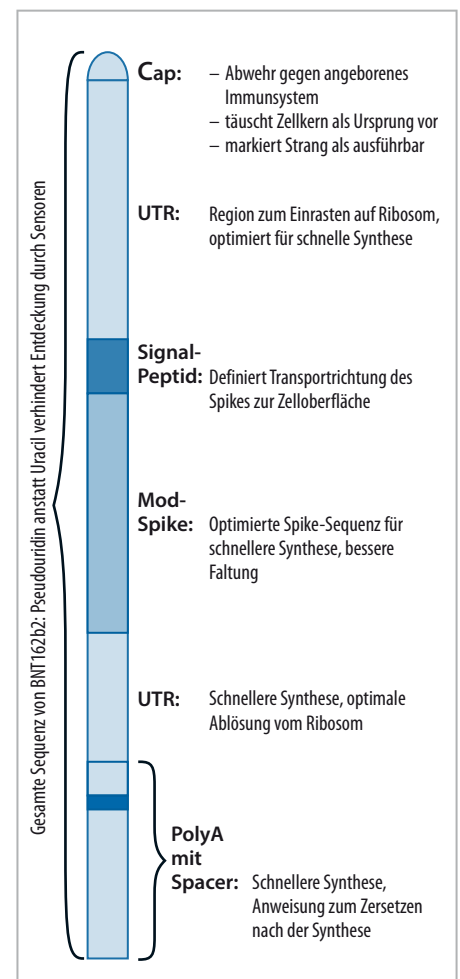 Gesamte Sequenz von BNT162b2: Pseudouridin anstatt Uracil verhindert Entdeckung durch Sensoren
Cap: – Abwehr gegen angeborenes
Immunsystem
– täuscht Zellkern als Ursprung vor
– markiert Strang als ausführbar
UTR: Region zum Einrasten auf Ribosom,
optimiert für schnelle Synthese
Signal-
Peptid: Definiert Transportrichtung des
Spikes zur Zelloberfläche
Mod-
Spike: Optimierte Spike-Sequenz für
schnellere Synthese, bessere
Faltung
UTR: Schnellere Synthese, optimale
Ablösung vom Ribosom
PolyA
mit
Spacer: Schnellere Synthese,
Anweisung zum Zersetzen
nach der Synthese